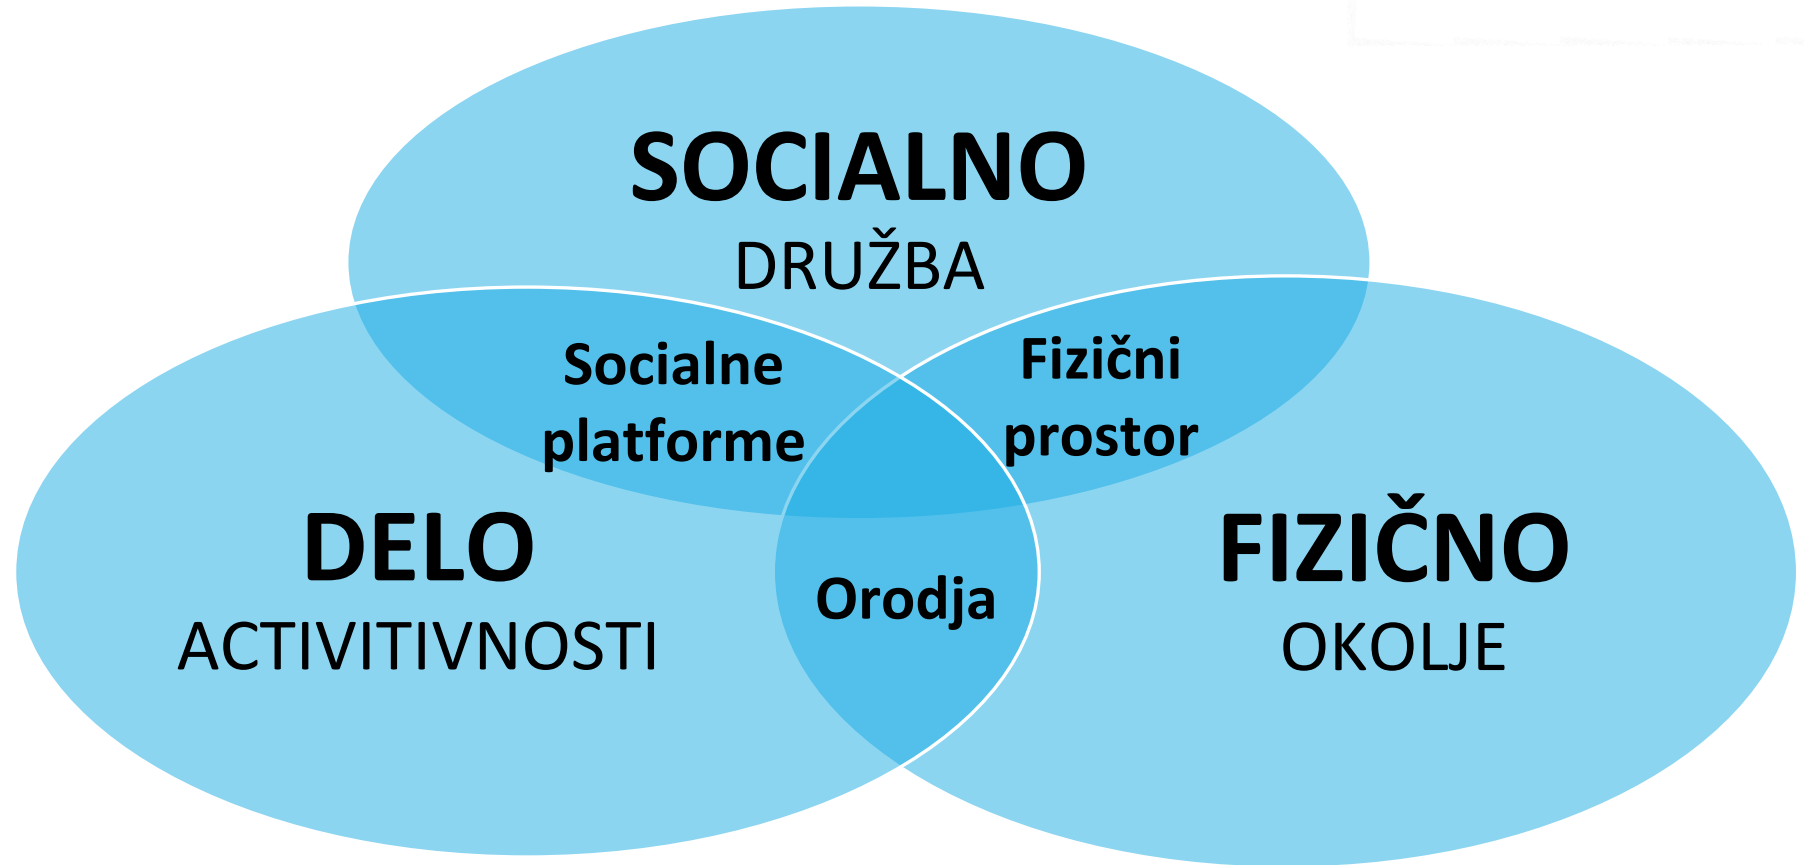 SOCIALNO
DRUŽBA
Socialne
platforme
Fizični
prostor
DELO
ACTIVITIVNOSTI
Orodja
FIZIČNO
OKOLJE